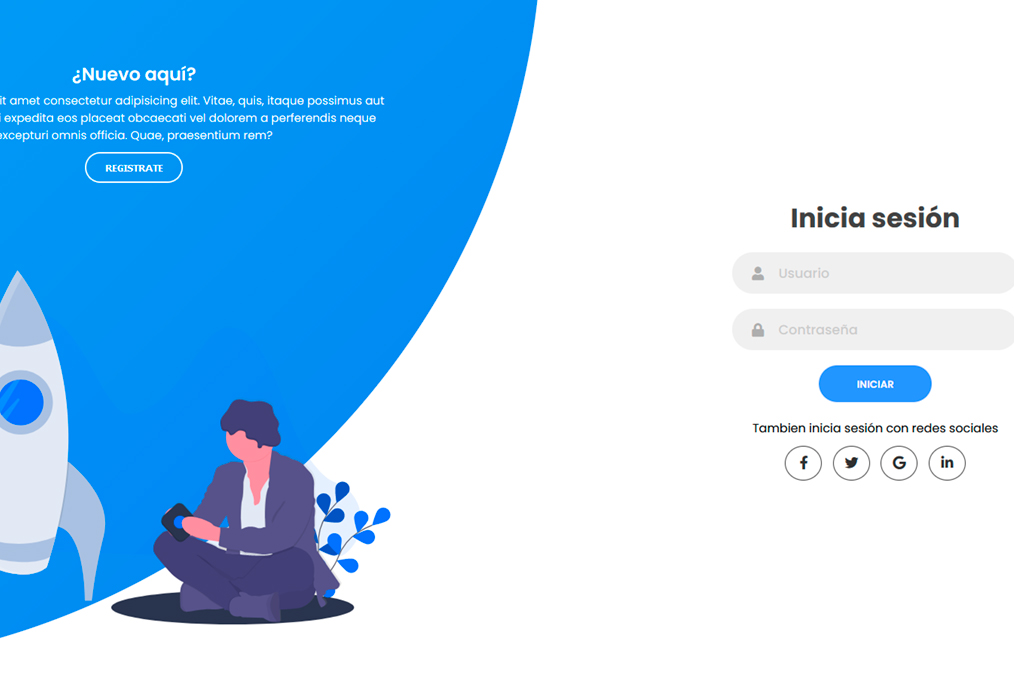 ¿Nuevo aquí?
it amet consectetur adipisicing elit. Vitae, quis, itaque possimus aut
i expedita eos placeat obcaecati vel dolorem a perferendis neque
excepturi omnis officia. Quae, praesentium rem?
REGISTRATE
Inicia sesión
Usuario
Contraseña
INICIAR
Tambien inicia sesión con redes sociales